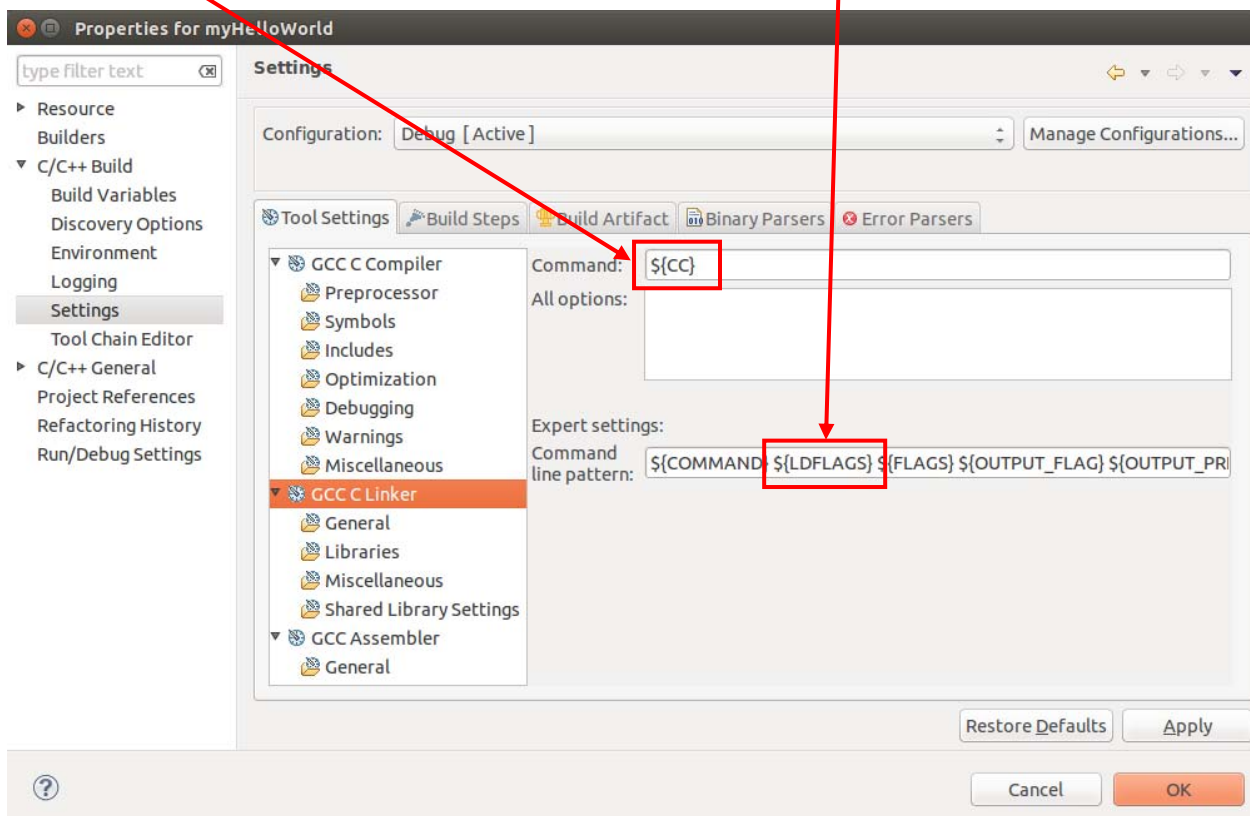 Properties for myHelloWorld
type filter text
Resource
Builders
C/C++ Build
Build Variables
Discovery Options
Environment
Logging
Settings
Tool Chain Editor
C/C++ General
Project References
Refactoring History
Run/Debug Settings
Settings
Configuration: Debug [ Active ] Manage Configurations...
Tool Settings Build Steps Build Artifact Binary Parsers Error Parsers
GCC C Compiler
Preprocessor
Symbols
Includes
Optimization
Debugging
Warnings
Miscellaneous
GCC C Linker
General
Libraries
Miscellaneous
Shared Library Settings
GCC Assembler
General
Command: ${CC}
All options:
Expert settings:
Command
line pattern: ${COMMAND} ${LDFLAGS} ${FLAGS} ${OUTPUT_FLAG} ${OUTPUT_PRE
Restore Defaults Apply
Cancel OK